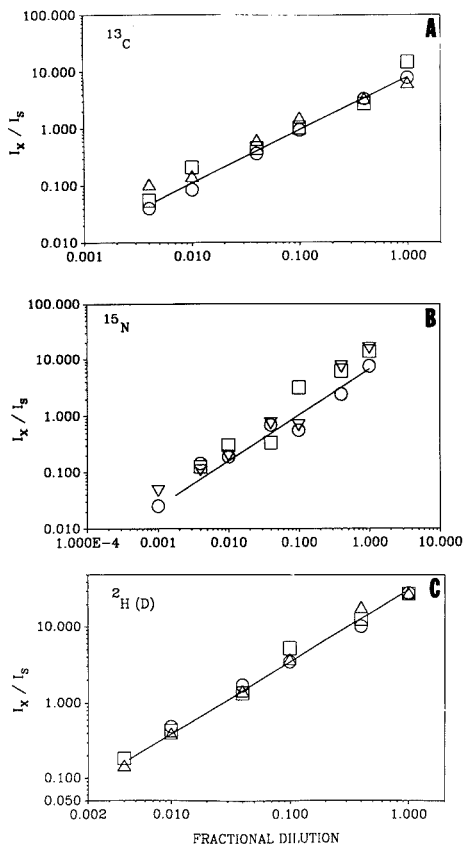 100.000
10.000
1.000
0.100
0.010
0.001 0.010 0.100 1.000
I_x / I_s
¹³C
A
100.000
10.000
1.000
0.100
0.010
1.000E-4 0.001 0.010 0.100 1.000 10.000
I_x / I_s
¹⁵N
B
10.000
1.000
0.100
0.050
0.002 0.010 0.100 1.000
I_x / I_s
²H (D)
C
FRACTIONAL DILUTION